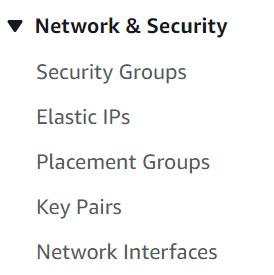 Network & Security
Security Groups
Elastic IPs
Placement Groups
Key Pairs
Network Interfaces